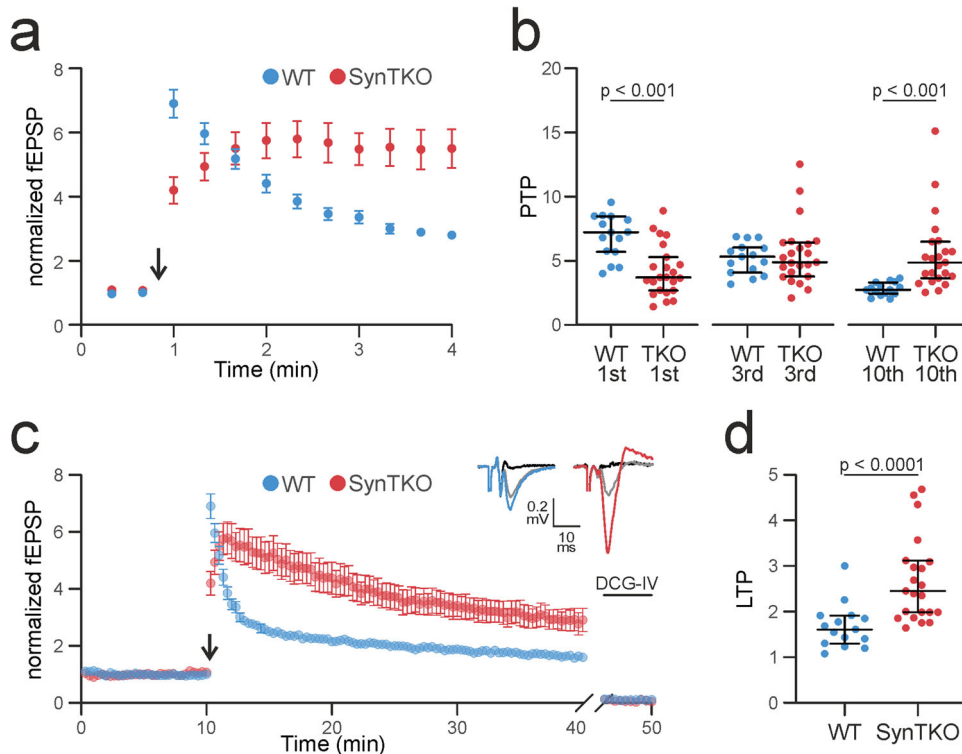 a
normalized fEPSP
8
6
4
2
0
WT
SynTKO
0
1
2
3
4
Time (min)
b
PTP
20
15
10
5
0
p < 0.001
p < 0.001
WT
1st
TKO
1st
WT
3rd
TKO
3rd
WT
10th
TKO
10th
c
normalized fEPSP
8
6
4
2
0
WT
SynTKO
0.2
mV
10
ms
DCG-IV
0
10
20
30
40
50
Time (min)
d
LTP
5
4
3
2
1
0
p < 0.0001
WT
SynTKO